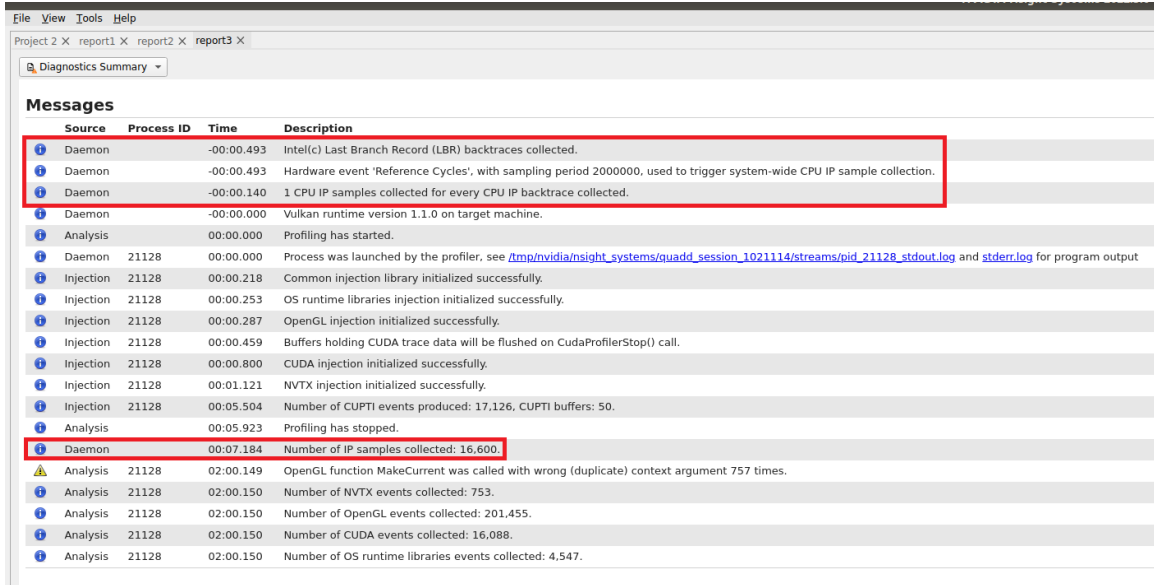 File View Tools Help
Project 2 × report1 × report2 × report3 ×
Diagnostics Summary
Messages
Source Process ID Time Description
Daemon -00:00.493 Intel(c) Last Branch Record (LBR) backtraces collected.
Daemon -00:00.493 Hardware event 'Reference Cycles', with sampling period 2000000, used to trigger system-wide CPU IP sample collection.
Daemon -00:00.140 1 CPU IP samples collected for every CPU IP backtrace collected.
Daemon -00:00.000 Vulkan runtime version 1.1.0 on target machine.
Analysis 00:00.000 Profiling has started.
Daemon 21128 00:00.000 Process was launched by the profiler, see /tmp/nvidia/nsight_systems/quadd_session_1021114/streams/pid_21128_stdout.log and stderr.log for program output
Injection 21128 00:00.218 Common injection library initialized successfully.
Injection 21128 00:00.253 OS runtime libraries injection initialized successfully.
Injection 21128 00:00.287 OpenGL injection initialized successfully.
Injection 21128 00:00.459 Buffers holding CUDA trace data will be flushed on CudaProfilerStop() call.
Injection 21128 00:00.800 CUDA injection initialized successfully.
Injection 21128 00:01.121 NVTX injection initialized successfully.
Injection 21128 00:05.504 Number of CUPTI events produced: 17,126, CUPTI buffers: 50.
Analysis 00:05.923 Profiling has stopped.
Daemon 00:07.184 Number of IP samples collected: 16,600.
Analysis 21128 02:00.149 OpenGL function MakeCurrent was called with wrong (duplicate) context argument 757 times.
Analysis 21128 02:00.150 Number of NVTX events collected: 753.
Analysis 21128 02:00.150 Number of OpenGL events collected: 201,455.
Analysis 21128 02:00.150 Number of CUDA events collected: 16,088.
Analysis 21128 02:00.150 Number of OS runtime libraries events collected: 4,547.